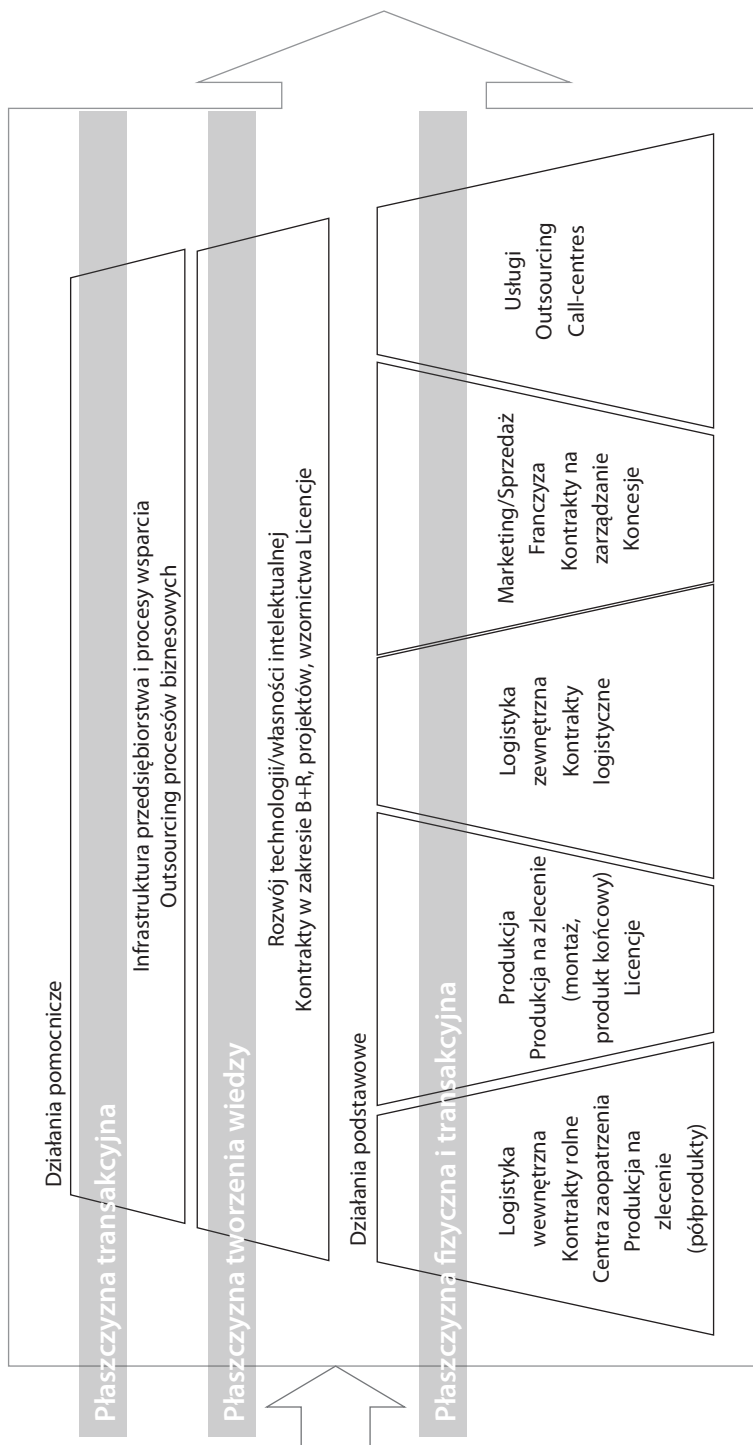 Działania pomocnicze
Płaszczyzna transakcyjna
Infrastruktura przedsiębiorstwa i procesy wsparcia
Outsourcing procesów biznesowych
Płaszczyzna tworzenia wiedzy
Rozwój technologii/własności intelektualnej
Kontrakty w zakresie B+R, projektów, wzornictwa Licencje
Działania podstawowe
Płaszczyzna fizyczna i transakcyjna
Logistyka
wewnętrzna
Kontrakty rolne
Centra zaopatrzenia
Produkcja na
zlecenie
(półprodukty)
Produkcja
Produkcja na zlecenie
(montaż,
produkt końcowy)
Licencje
Logistyka
zewnętrzna
Kontrakty
logistyczne
Marketing/Sprzedaż
Franczyza
Kontrakty na
zarządzanie
Koncesje
Usługi
Outsourcing
Call-centres